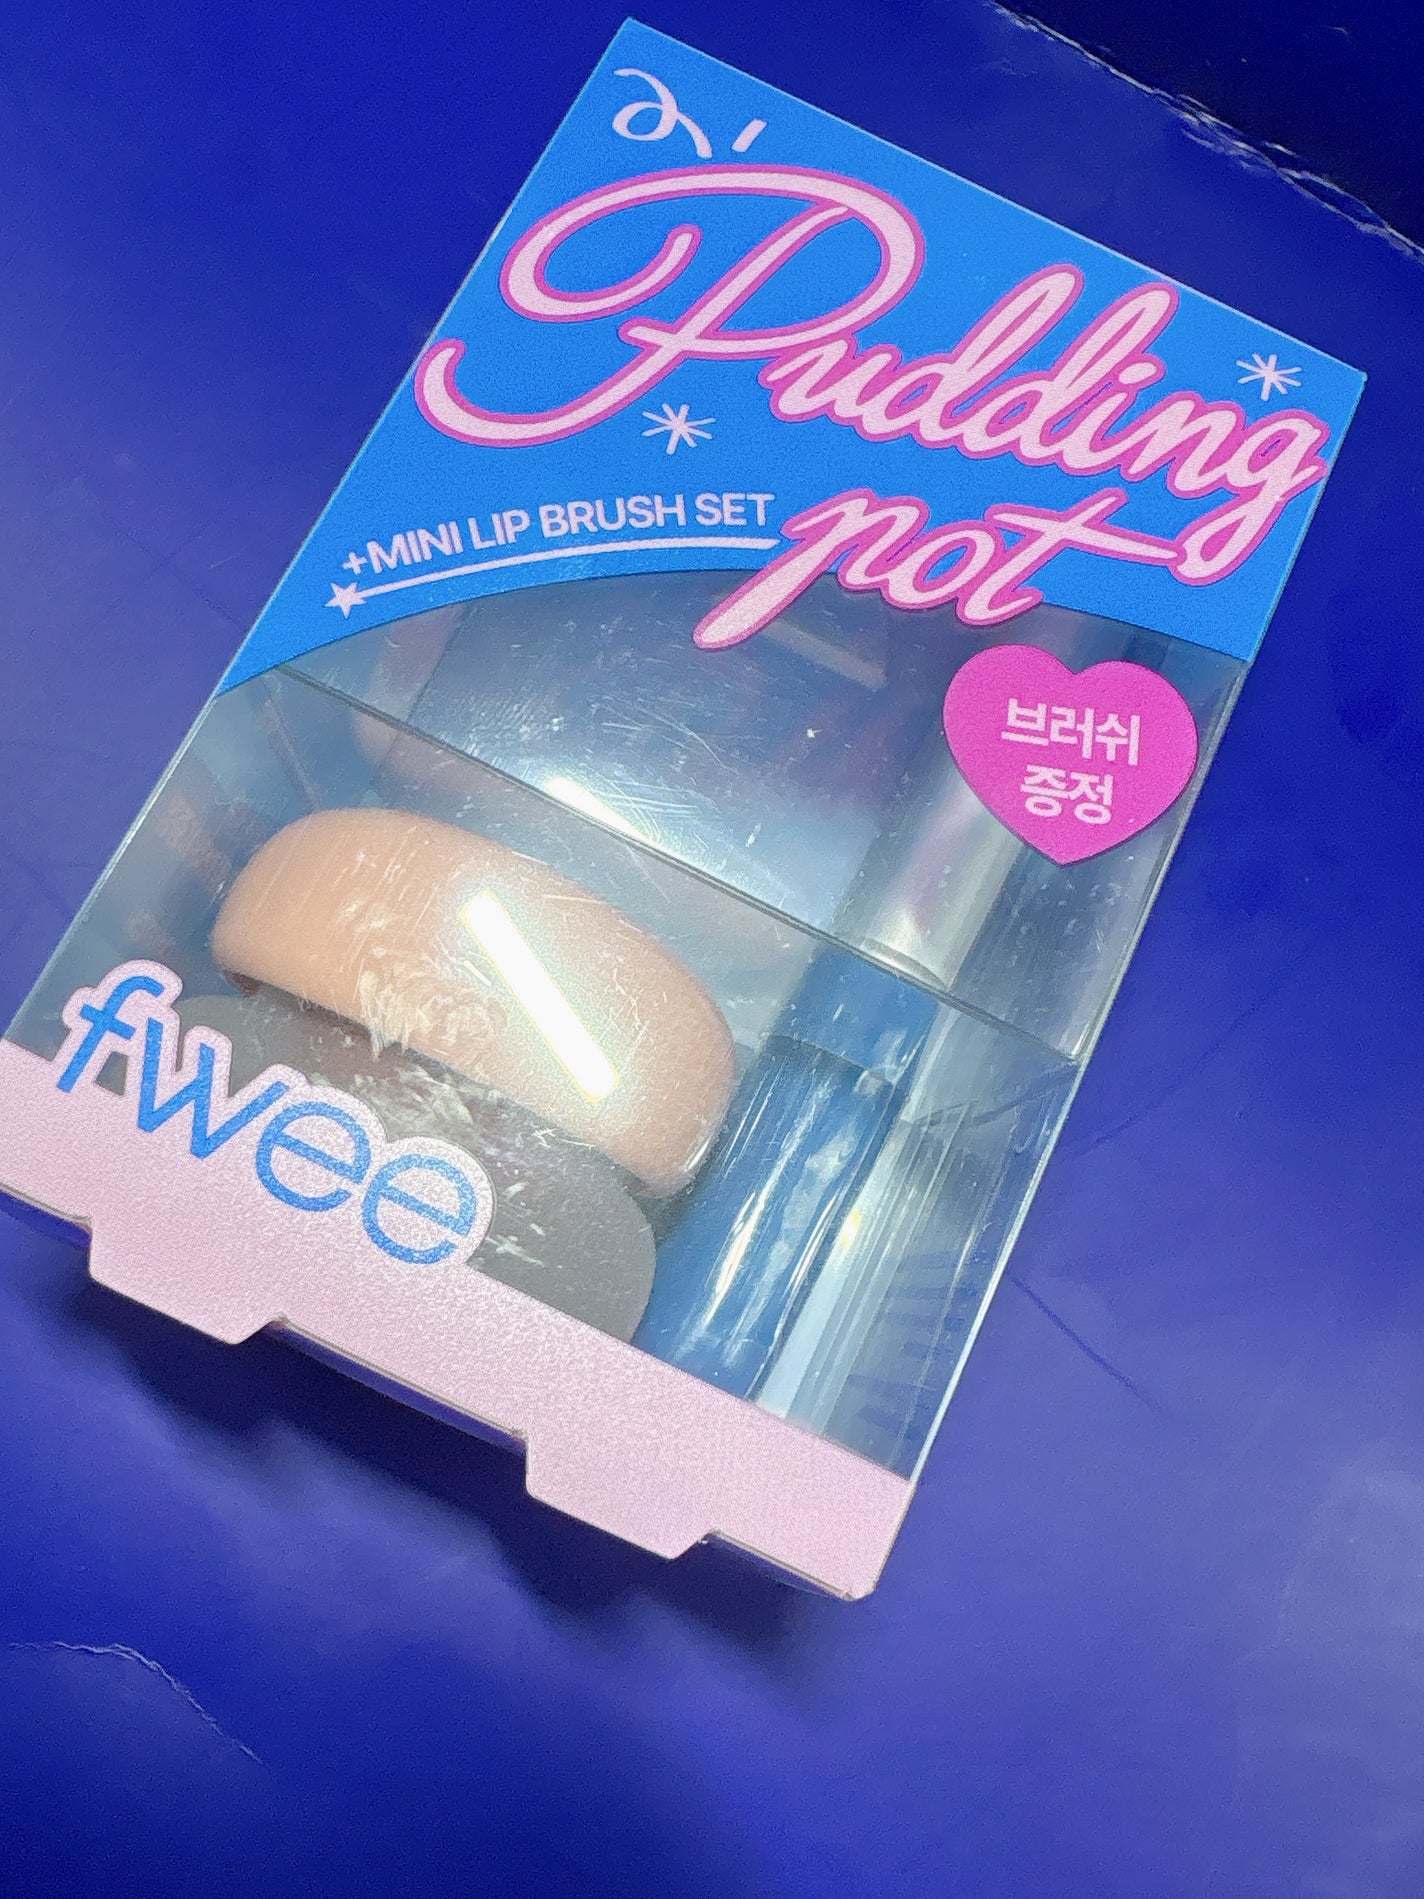 Pudding
pot
+MINI LIP BRUSH SET
브러쉬
증정
fwee